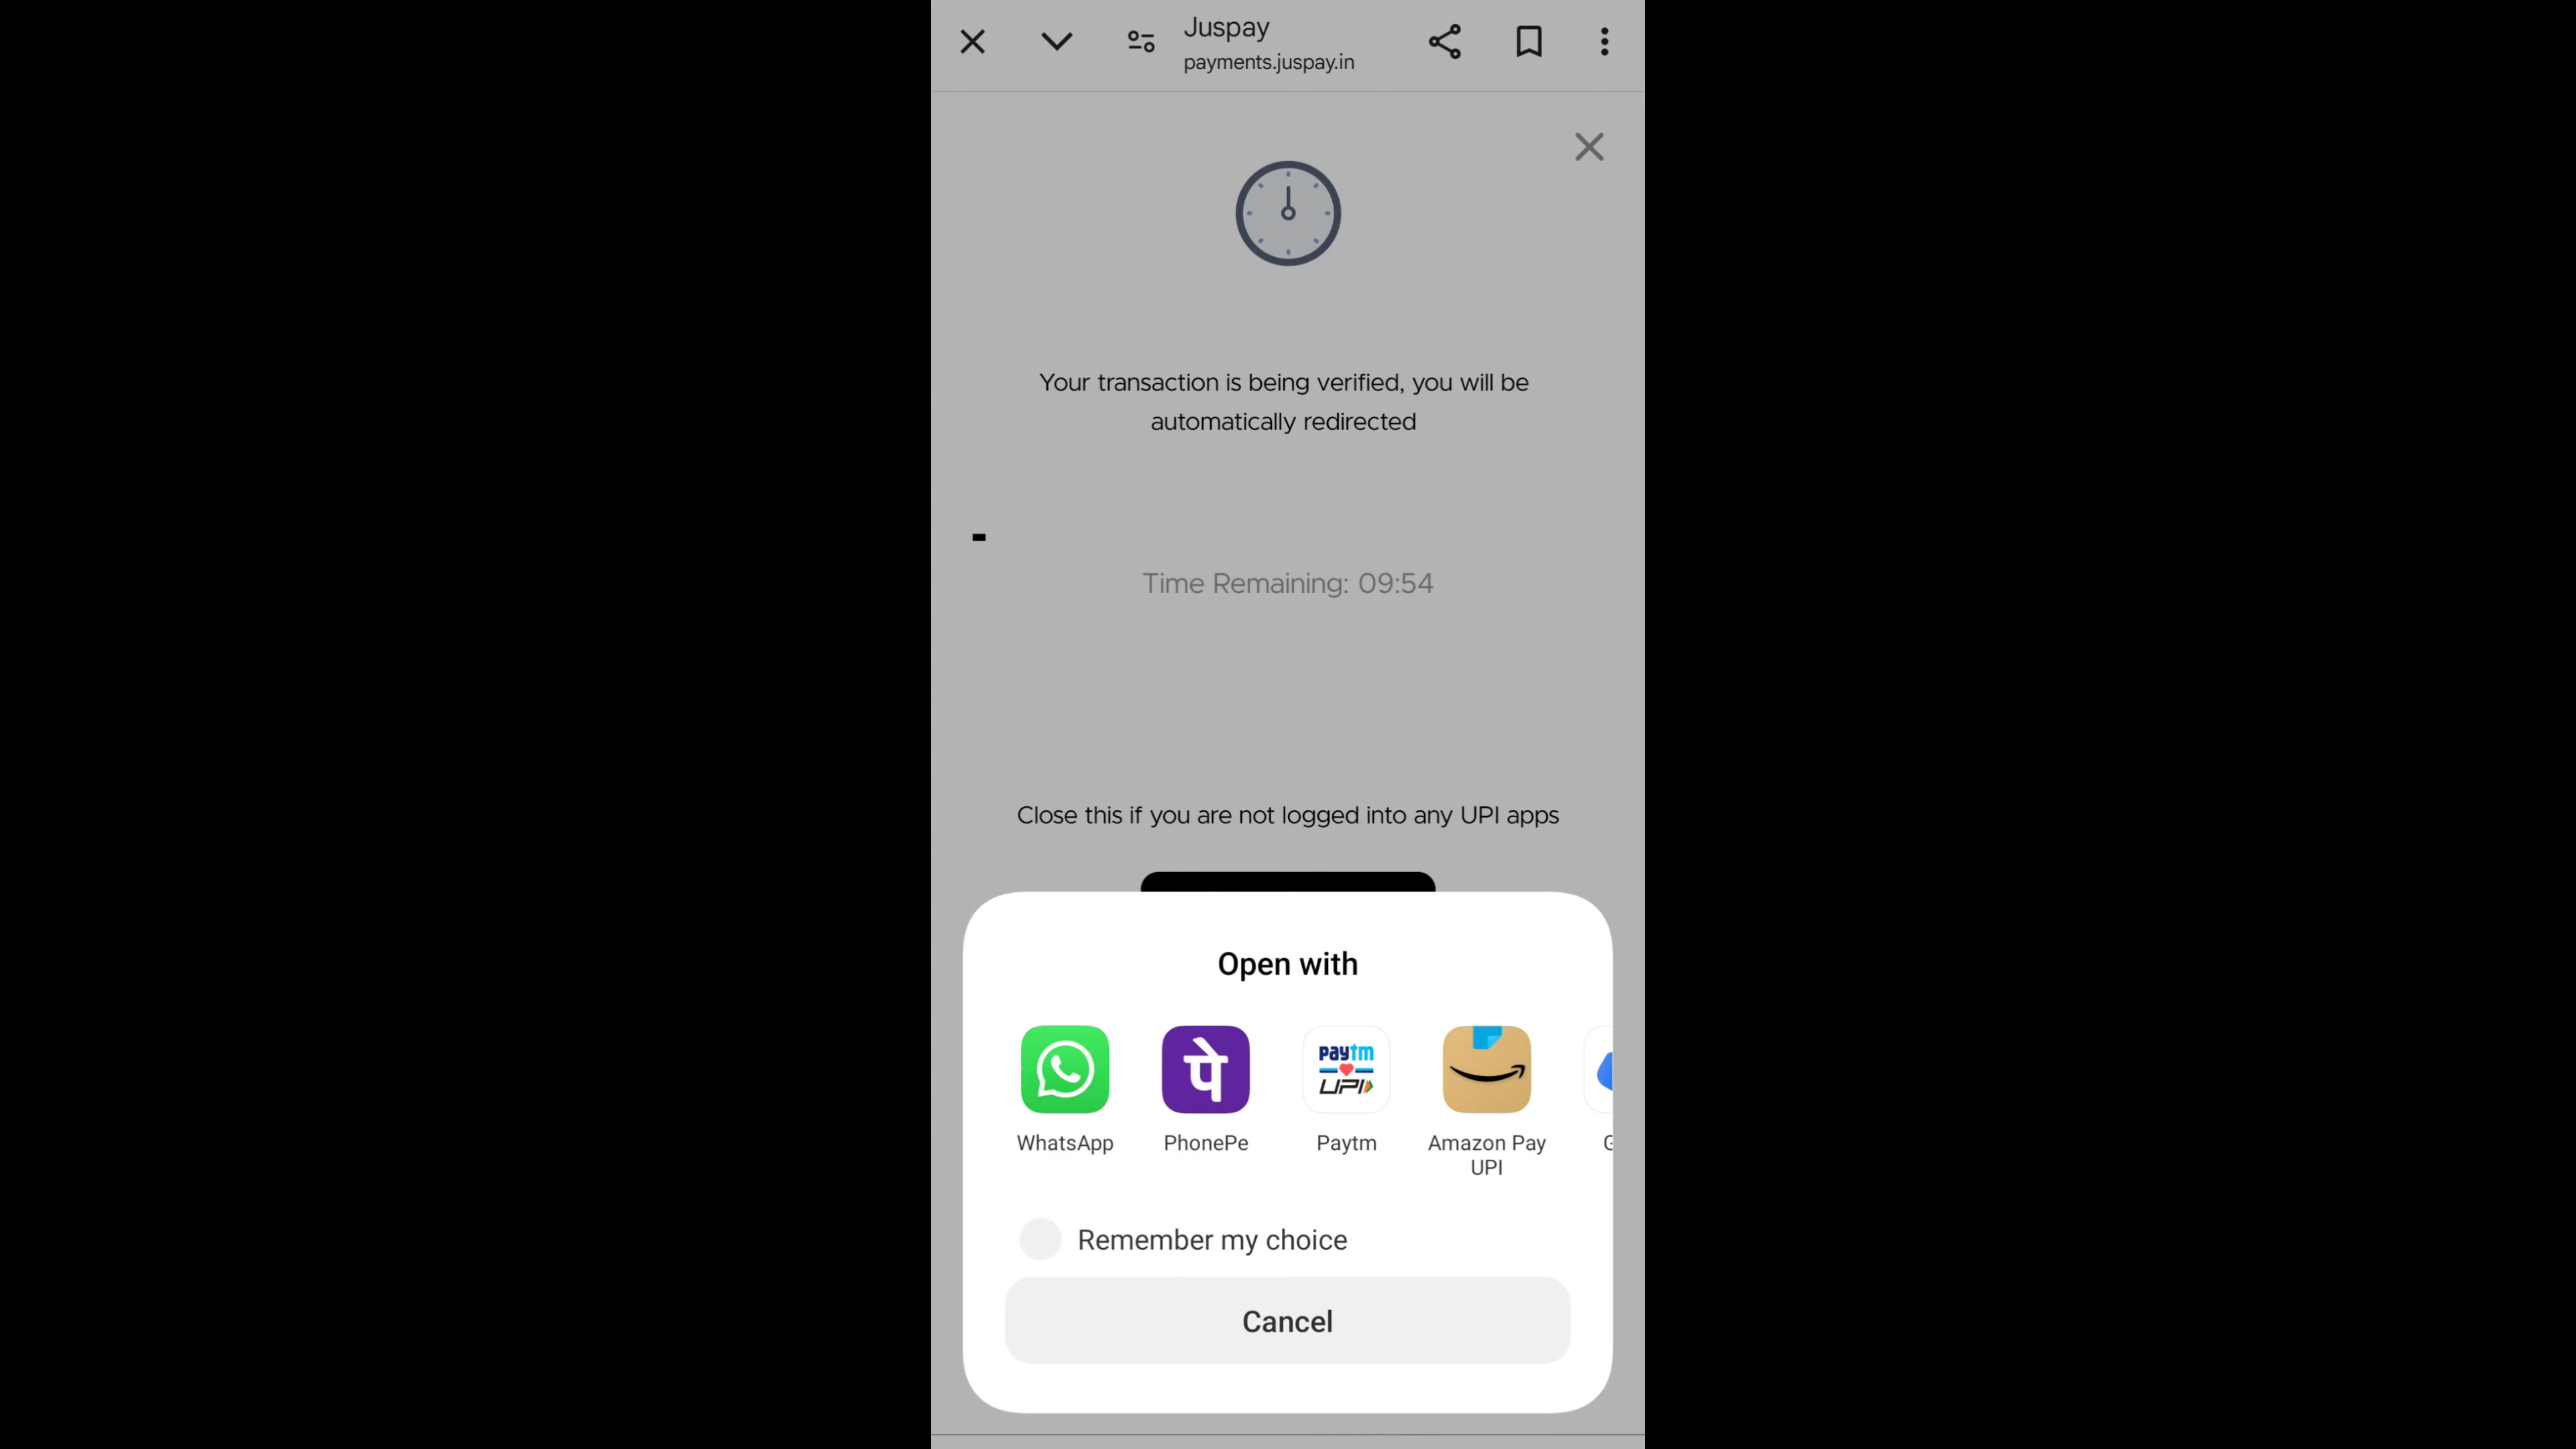 Juspay
payments.juspay.in
Your transaction is being verified, you will be
automatically redirected
Time Remaining: 09:54
Close this if you are not logged into any UPI apps
Open with
पे
paytm
UPI
WhatsApp
PhonePe
Paytm
Amazon Pay
UPI
Remember my choice
Cancel